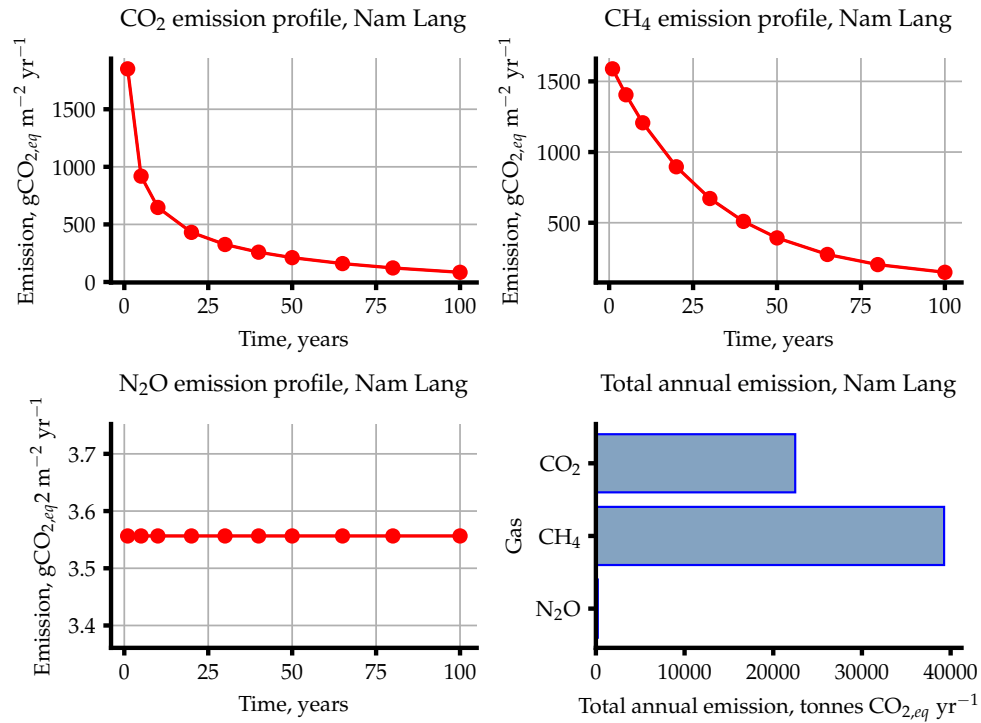 CO₂ emission profile, Nam Lang
Emission, gCO₂,eq m⁻² yr⁻¹
1500
1000
500
0
0 25 50 75 100
Time, years
CH₄ emission profile, Nam Lang
Emission, gCO₂,eq m⁻² yr⁻¹
1500
1000
500
0 25 50 75 100
Time, years
N₂O emission profile, Nam Lang
Emission, gCO₂,eq2 m⁻² yr⁻¹
3.7
3.6
3.5
3.4
0 25 50 75 100
Time, years
Total annual emission, Nam Lang
Gas
CO₂
CH₄
N₂O
0 10000 20000 30000 40000
Total annual emission, tonnes CO₂,eq yr⁻¹